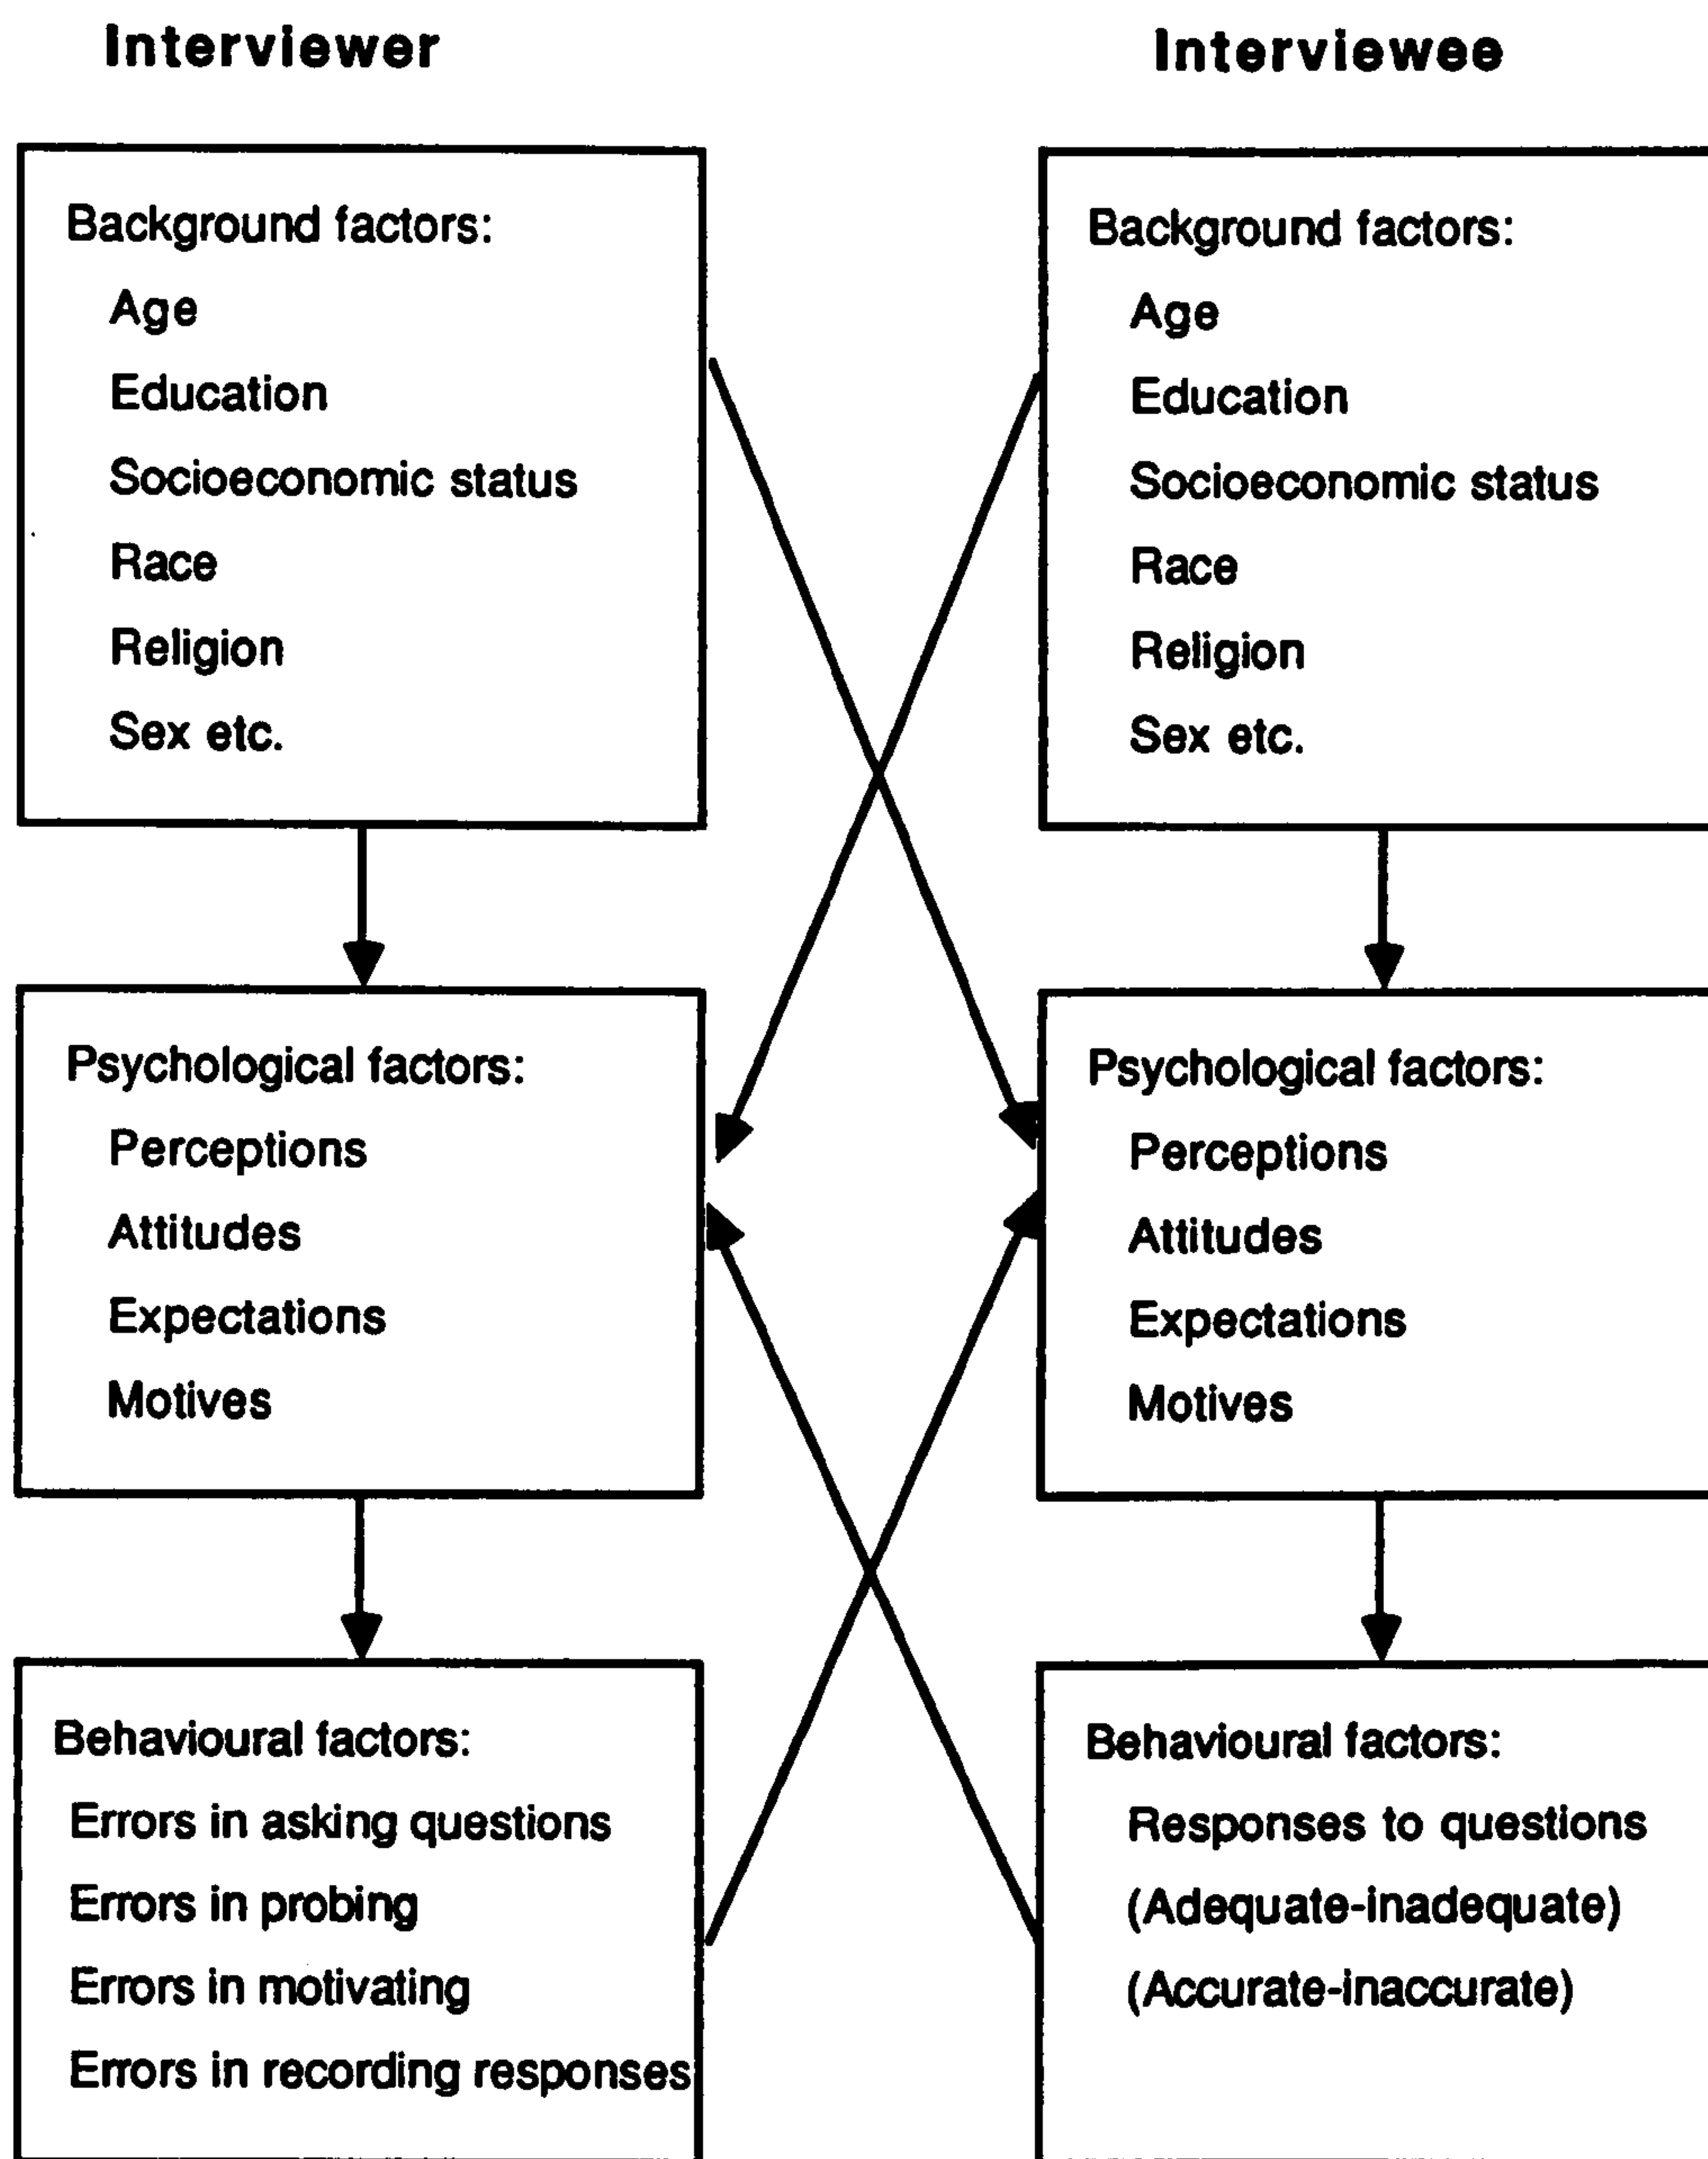 Interviewer
Interviewee
Background factors:
Age
Education
Socioeconomic status
Race
Religion
Sex etc.
Background factors:
Age
Education
Socioeconomic status
Race
Religion
Sex etc.
Psychological factors:
Perceptions
Attitudes
Expectations
Motives
Psychological factors:
Perceptions
Attitudes
Expectations
Motives
Behavioural factors:
Errors in asking questions
Errors in probing
Errors in motivating
Errors in recording responses
Behavioural factors:
Responses to questions
(Adequate-inadequate)
(Accurate-inaccurate)